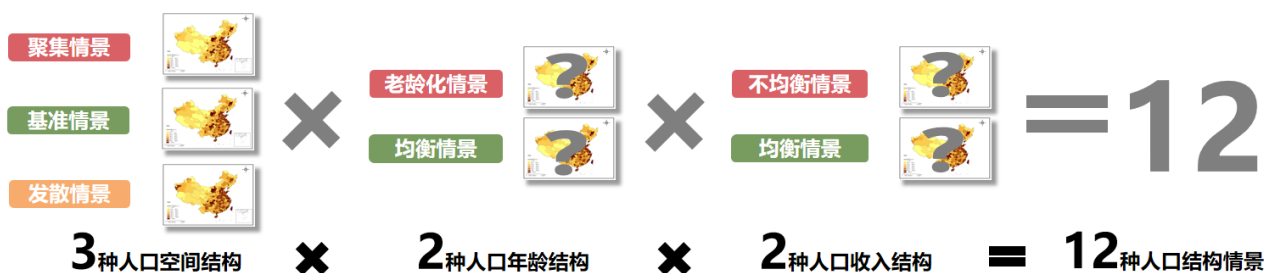 聚集情景
基准情景
发散情景
×
老龄化情景
均衡情景
?
?
×
不均衡情景
均衡情景
?
?
=12
3种人口空间结构 × 2种人口年龄结构 × 2种人口收入结构 = 12种人口结构情景